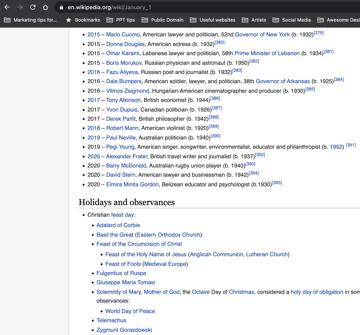 en.wikipedia.org/wiki/January_1
Marketing tips for... Bookmarks PPT tips Public Domain Useful websites Artists Social Media Awesome Des
2015 – Mario Cuomo, American lawyer and politician, 52nd Governor of New York (b. 1932)[379]
2015 – Donna Douglas, American actress (b. 1932)[380]
2015 – Omar Karami, Lebanese lawyer and politician, 58th Prime Minister of Lebanon (b. 1934)[381]
2015 – Boris Morukov, Russian physician and astronaut (b. 1950)[382]
2016 – Fazu Aliyeva, Russian poet and journalist (b. 1932)[383]
2016 – Dale Bumpers, American soldier, lawyer, and politician, 38th Governor of Arkansas (b. 1925)[384]
2016 – Vilmos Zsigmond, Hungarian-American cinematographer and producer (b. 1930)[385]
2017 – Tony Atkinson, British economist (b. 1944)[386]
2017 – Yvon Dupuis, Canadian politician (b. 1926)[387]
2017 – Derek Parfit, British philosopher (b. 1942)[388]
2018 – Robert Mann, American violinist (b. 1920)[389]
2019 – Paul Neville, Australian politician (b. 1940)[390]
2019 – Pegi Young, American singer, songwriter, environmentalist, educator and philanthropist (b. 1952) [391]
2020 – Alexander Frater, British travel writer and journalist (b. 1937)[392]
2020 – Barry McDonald, Australian rugby union player (b. 1940)[393]
2020 – David Stern, American lawyer and businessman (b. 1942)[394]
2020 – Elmira Minita Gordon, Belizean educator and psychologist (b.1930)[395]
Holidays and observances
Christian feast day:
Adalard of Corbie
Basil the Great (Eastern Orthodox Church)
Feast of the Circumcision of Christ
Feast of the Holy Name of Jesus (Anglican Communion, Lutheran Church)
Feast of Fools (Medieval Europe)
Fulgentius of Ruspe
Giuseppe Maria Tomasi
Solemnity of Mary, Mother of God, the Octave Day of Christmas, considered a holy day of obligation in som
observances:
World Day of Peace
Telemachus
Zygmunt Gorazdowski